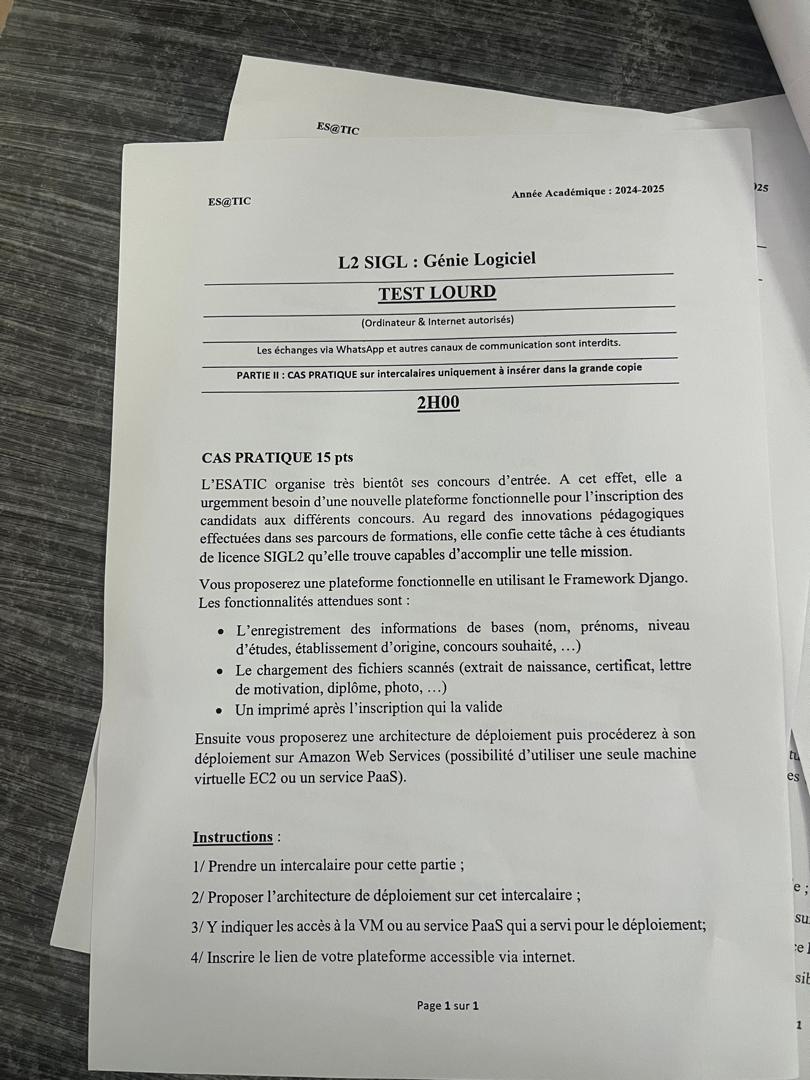 ES@TIC
025
ES@TIC
Année Académique : 2024-2025
L2 SIGL : Génie Logiciel
TEST LOURD
(Ordinateur & Internet autorisés)
Les échanges via WhatsApp et autres canaux de communication sont interdits.
PARTIE II : CAS PRATIQUE sur intercalaires uniquement à insérer dans la grande copie
2H00
CAS PRATIQUE 15 pts
L'ESATIC organise très bientôt ses concours d'entrée. A cet effet, elle a
urgemment besoin d'une nouvelle plateforme fonctionnelle pour l'inscription des
candidats aux différents concours. Au regard des innovations pédagogiques
effectuées dans ses parcours de formations, elle confie cette tâche à ces étudiants
de licence SIGL2 qu'elle trouve capables d'accomplir une telle mission.
Vous proposerez une plateforme fonctionnelle en utilisant le Framework Django.
Les fonctionnalités attendues sont :
• L'enregistrement des informations de bases (nom, prénoms, niveau
d'études, établissement d'origine, concours souhaité, …)
• Le chargement des fichiers scannés (extrait de naissance, certificat, lettre
de motivation, diplôme, photo, …)
• Un imprimé après l'inscription qui la valide
Ensuite vous proposerez une architecture de déploiement puis procéderez à son
déploiement sur Amazon Web Services (possibilité d'utiliser une seule machine
virtuelle EC2 ou un service PaaS).
Instructions :
1/ Prendre un intercalaire pour cette partie ;
2/ Proposer l'architecture de déploiement sur cet intercalaire ;
3/ Y indiquer les accès à la VM ou au service PaaS qui a servi pour le déploiement;
4/ Inscrire le lien de votre plateforme accessible via internet.
Page 1 sur 1
es
e ;
su
sib
1